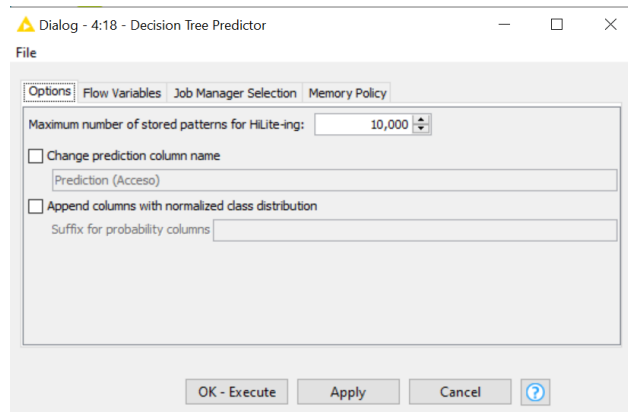 Dialog - 4:18 - Decision Tree Predictor
File
Options Flow Variables Job Manager Selection Memory Policy
Maximum number of stored patterns for HiLite-ing: 10,000
Change prediction column name
Prediction (Acceso)
Append columns with normalized class distribution
Suffix for probability columns
OK - Execute Apply Cancel ?